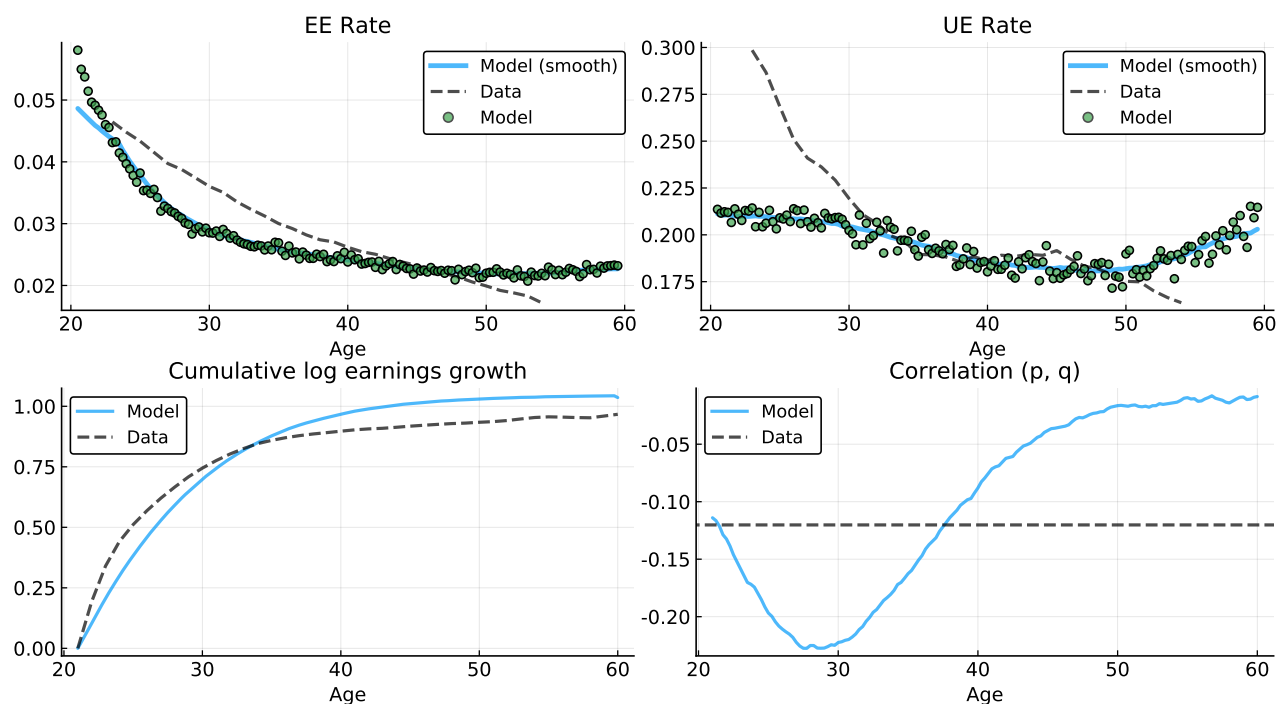 EE Rate
0.05
0.04
0.03
0.02
20 30 40 50 60
Age
Model (smooth)
Data
Model
UE Rate
0.300
0.275
0.250
0.225
0.200
0.175
20 30 40 50 60
Age
Model (smooth)
Data
Model
Cumulative log earnings growth
1.00
0.75
0.50
0.25
0.00
20 30 40 50 60
Age
Model
Data
Correlation (p, q)
-0.05
-0.10
-0.15
-0.20
20 30 40 50 60
Age
Model
Data